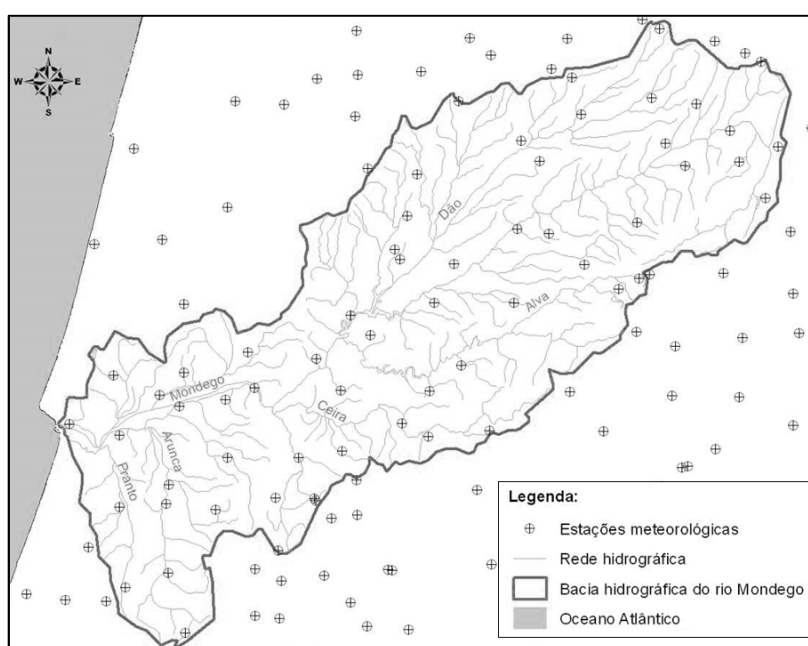 N
W E
S
Dão
Alva
Mondego
Ceira
Arunca
Pranto
Legenda:
Estações meteorológicas
Rede hidrográfica
Bacia hidrográfica do rio Mondego
Oceano Atlântico